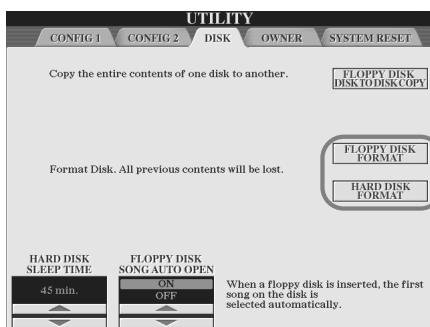 UTILITY
CONFIG 1 CONFIG 2 DISK OWNER SYSTEM RESET
Copy the entire contents of one disk to another.
FLOPPY DISK
DISK TO DISK COPY
FLOPPY DISK
FORMAT
Format Disk. All previous contents will be lost.
HARD DISK
FORMAT
HARD DISK
SLEEP TIME
45 min.
FLOPPY DISK
SONG AUTO OPEN
ON
OFF
When a floppy disk is inserted, the first
song on the disk is
selected automatically.